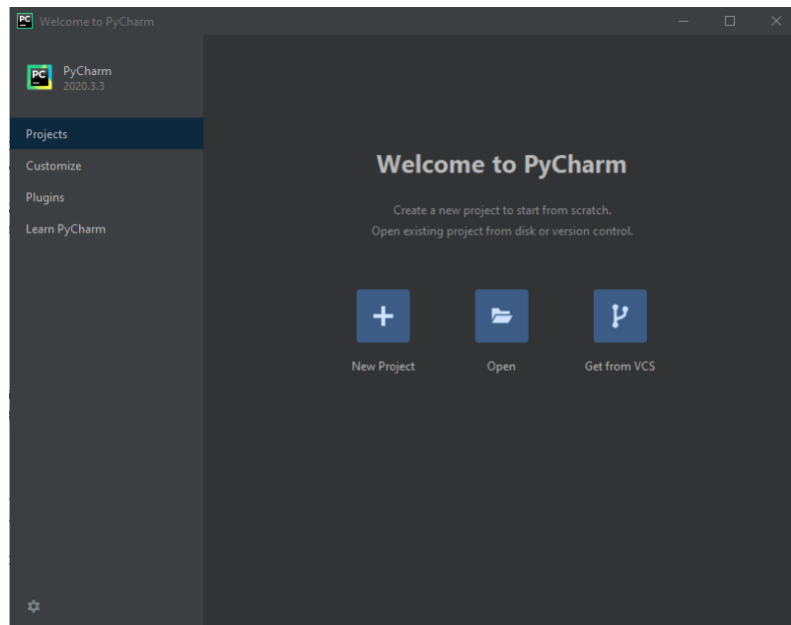 Welcome to PyCharm
PC
PyCharm
2020.3.3
Projects
Customize
Plugins
Learn PyCharm
Welcome to PyCharm
Create a new project to start from scratch.
Open existing project from disk or version control.
New Project
Open
Get from VCS